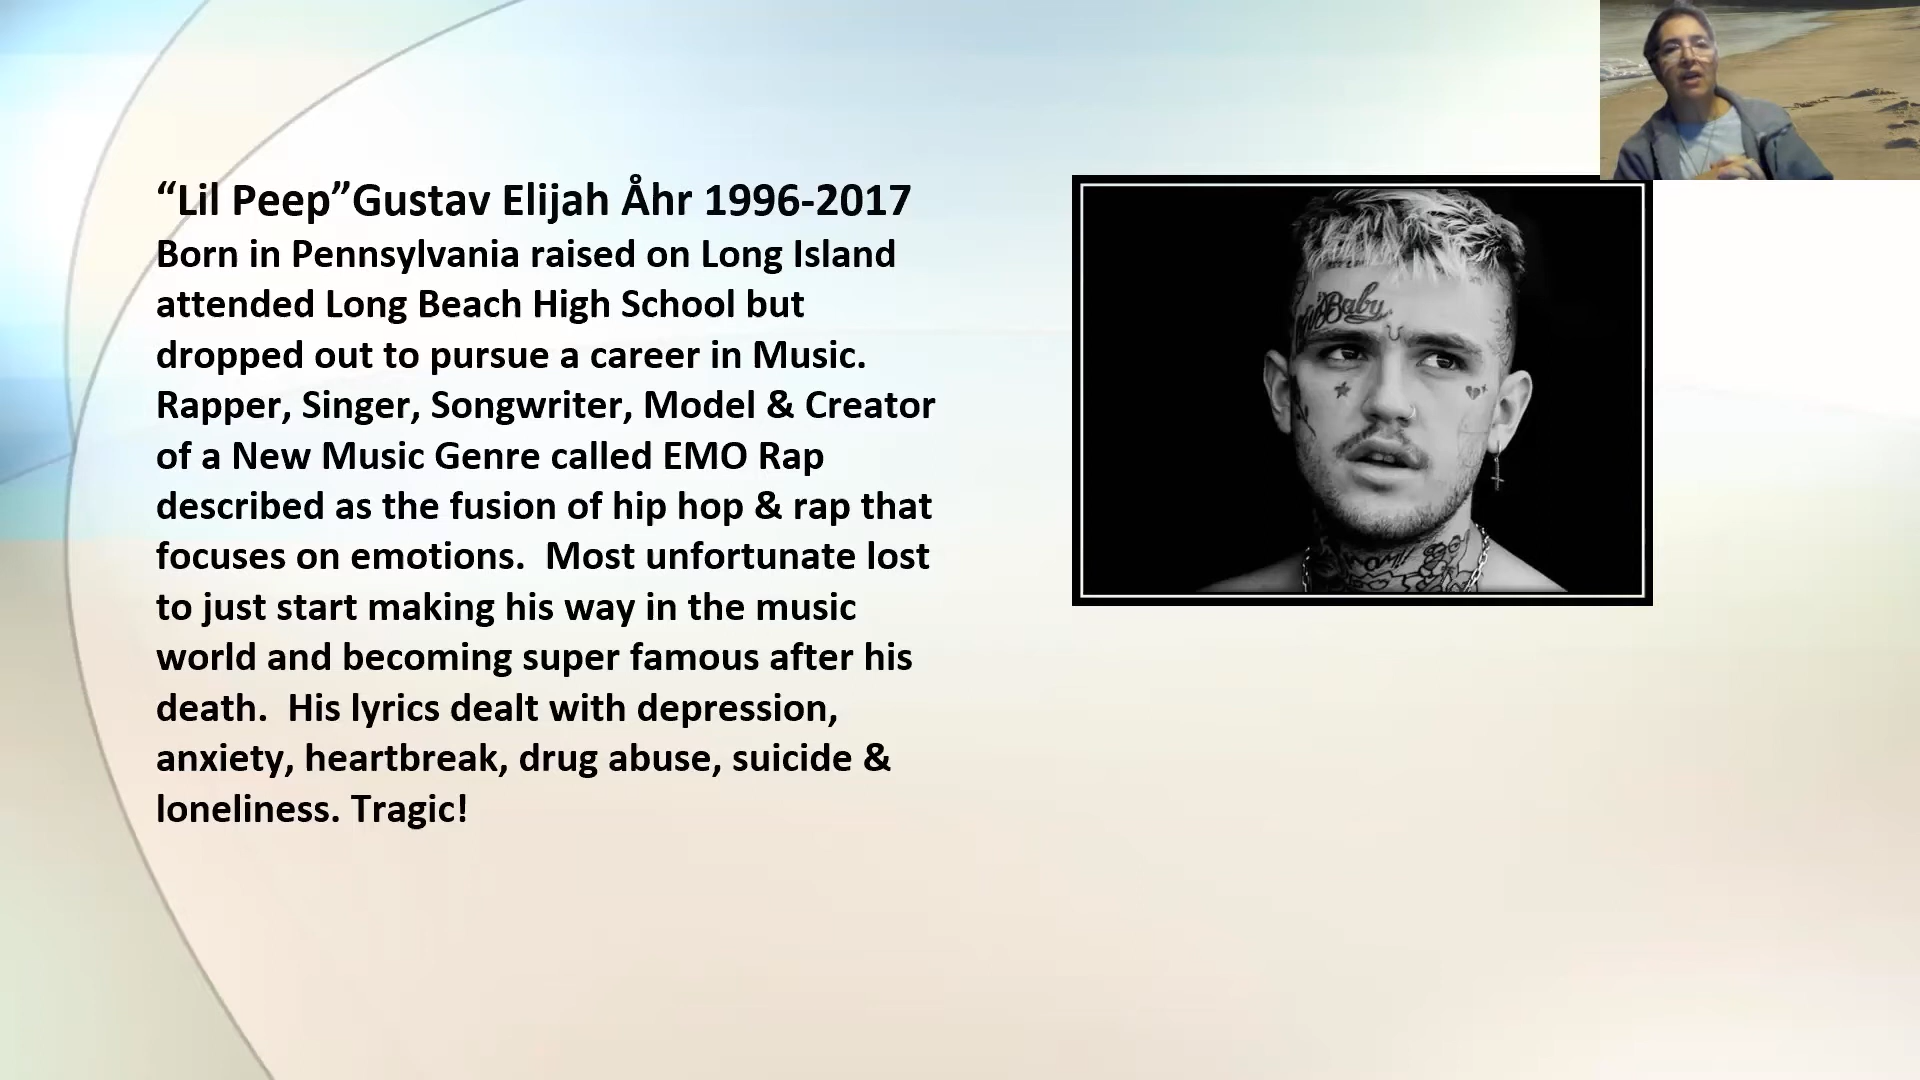 “Lil Peep”Gustav Elijah Åhr 1996-2017
Born in Pennsylvania raised on Long Island
attended Long Beach High School but
dropped out to pursue a career in Music.
Rapper, Singer, Songwriter, Model & Creator
of a New Music Genre called EMO Rap
described as the fusion of hip hop & rap that
focuses on emotions.  Most unfortunate lost
to just start making his way in the music
world and becoming super famous after his
death.  His lyrics dealt with depression,
anxiety, heartbreak, drug abuse, suicide &
loneliness. Tragic!
Baby